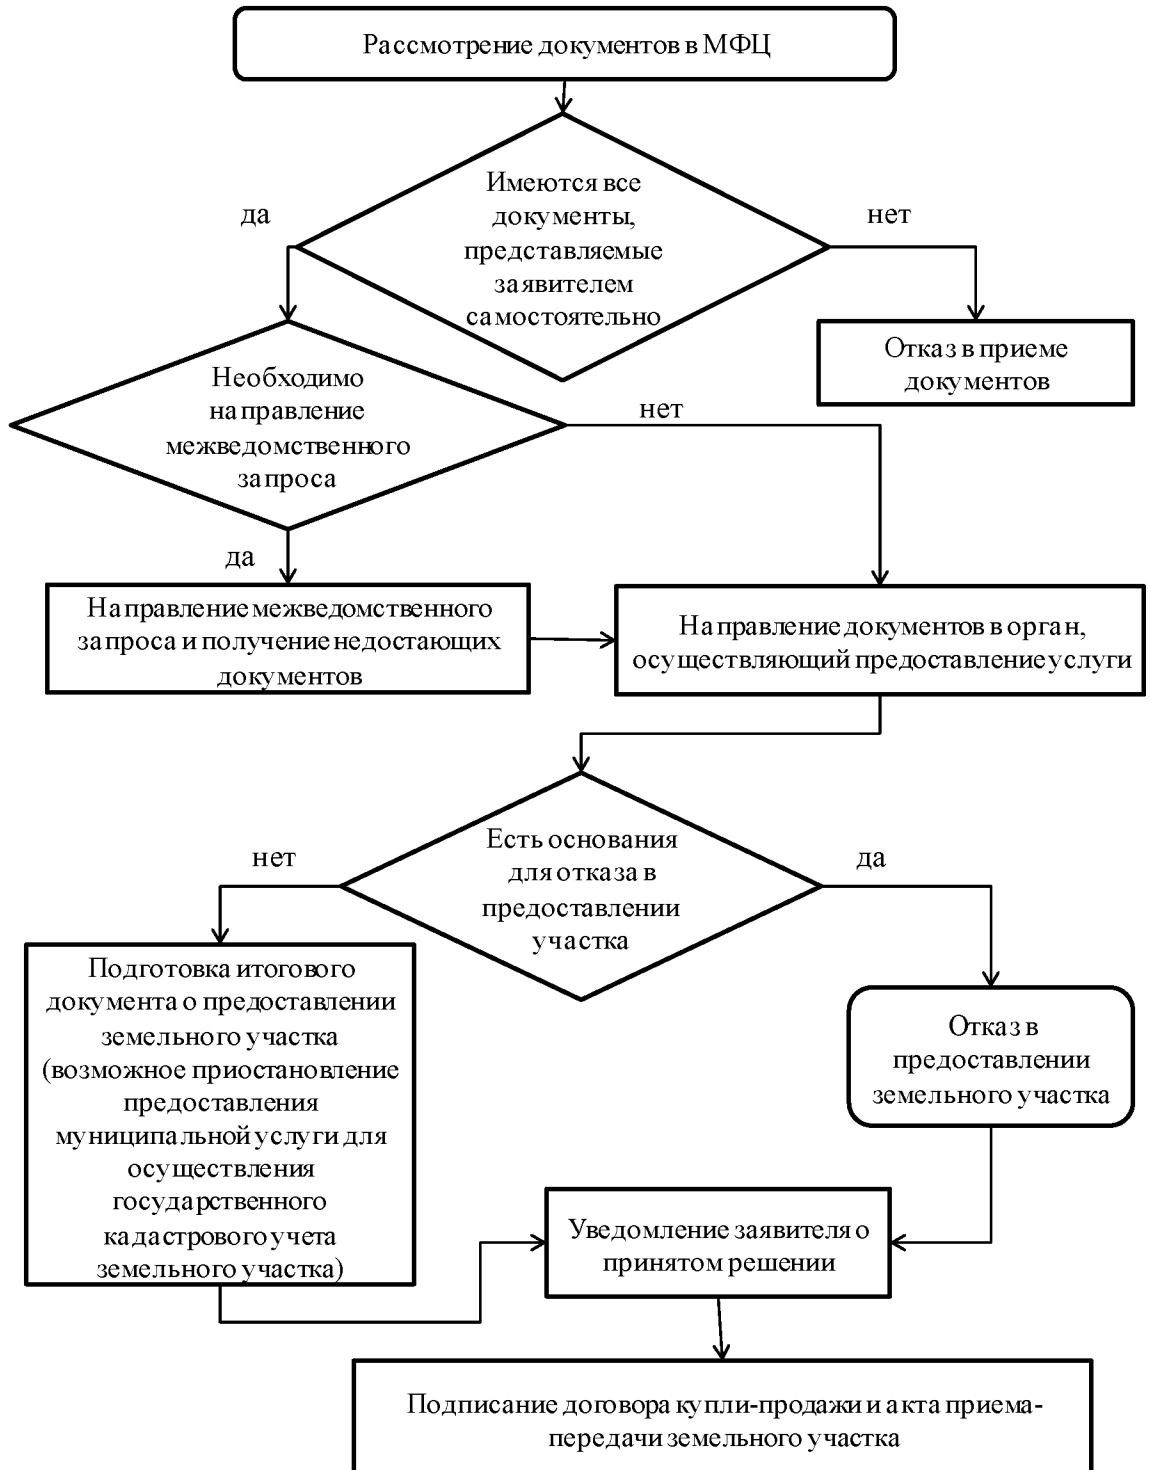 Рассмотрение документов в МФЦ
Имеются все
документы,
представляемые
заявителем
самостоятельно
да
нет
Отказ в приеме
документов
Необходимо
направление
межведомственного
запроса
нет
да
Направление межведомственного
запроса и получение недостающих
документов
Направление документов в орган,
осуществляющий предоставление услуги
Есть основания
для отказа в
предоставлении
участка
нет
да
Подготовка итогового
документа о предоставлении
земельного участка
(возможное приостановление
предоставления
муниципальной услуги для
осуществления
государственного
кадастрового учета
земельного участка)
Отказ в
предоставлении
земельного участка
Уведомление заявителя о
принятом решении
Подписание договора купли-продажи и акта приема-
передачи земельного участка